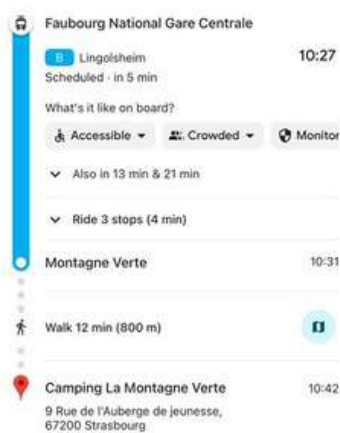 Faubourg National Gare Centrale
B Lingolsheim 10:27
Scheduled · in 5 min
What's it like on board?
Accessible Crowded Monitor
Also in 13 min & 21 min
Ride 3 stops (4 min)
Montagne Verte 10:31
Walk 12 min (800 m)
Camping La Montagne Verte 10:42
9 Rue de l'Auberge de jeunesse,
67200 Strasbourg